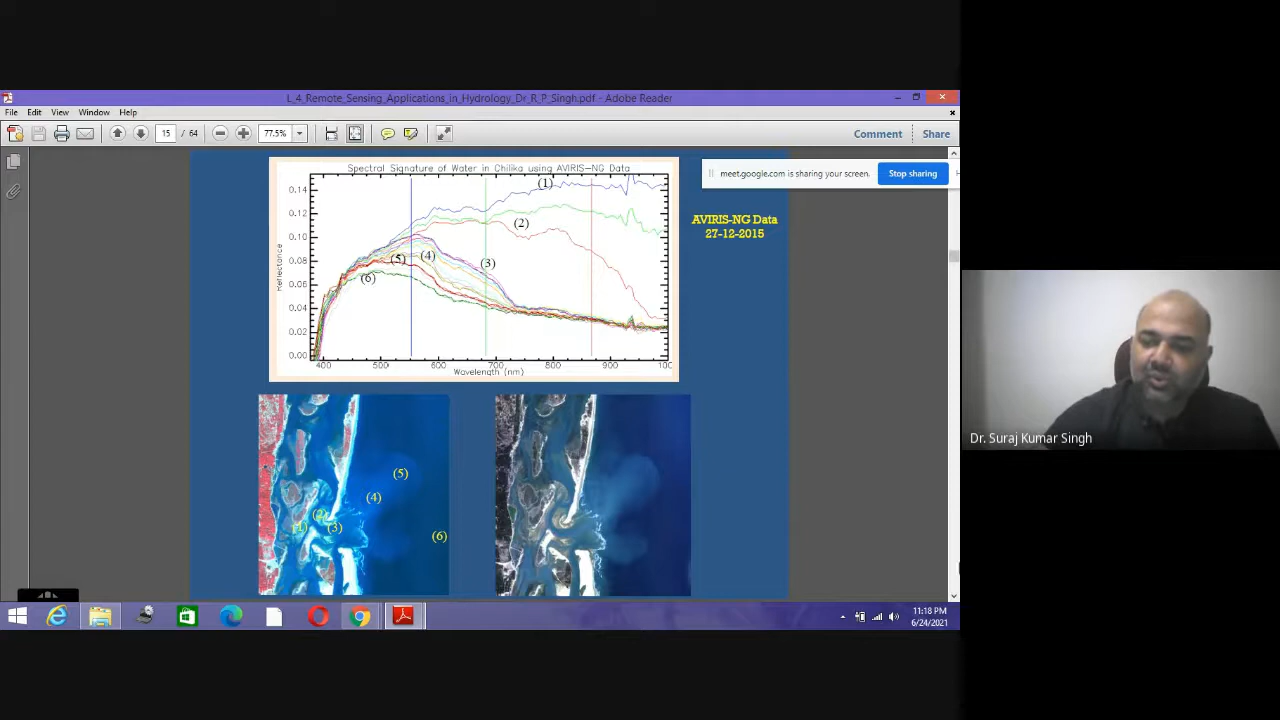 L_4_Remote_Sensing_Applications_in_Hydrology_Dr_R_P_Singh.pdf - Adobe Reader
File Edit View Window Help
15 / 64 77.5% Comment Share
meet.google.com is sharing your screen. Stop sharing
Spectral Signature of Water in Chilika using AVIRIS-NG Data
0.14
0.12
0.10
0.08
0.06
0.04
0.02
0.00
Reflectance
(1)
(2)
(3)
(4)
(5)
(6)
400 500 600 700 800 900 100
Wavelength (nm)
AVIRIS-NG Data
27-12-2015
(5)
(4)
(2)
(1) (3)
(6)
Dr. Suraj Kumar Singh
11:18 PM
6/24/2021